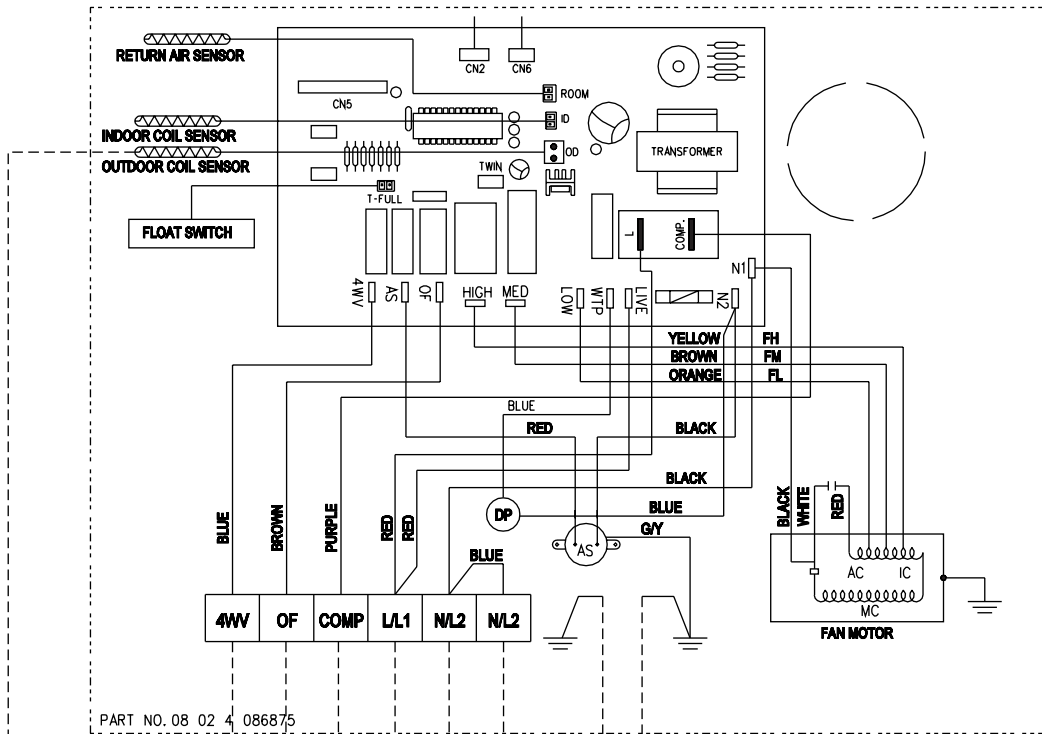 RETURN AIR SENSOR
CN2
CN6
CN5
ROOM
INDOOR COIL SENSOR
ID
OUTDOOR COIL SENSOR
OD
TRANSFORMER
TWIN
T-FULL
FLOAT SWITCH
L
COMP.
N1
4WV
AS
OF
HIGH
MED
LOW
WTP
LIVE
N2
YELLOW FH
BROWN FM
ORANGE FL
BLUE
RED
BLACK
BLACK
BLUE
G/Y
DP
AS
BLUE
BROWN
PURPLE
RED
RED
BLUE
BLACK
WHITE
RED
AC
IC
MC
FAN MOTOR
4WV
OF
COMP
L/L1
N/L2
N/L2
PART NO. 08 02 4 086875